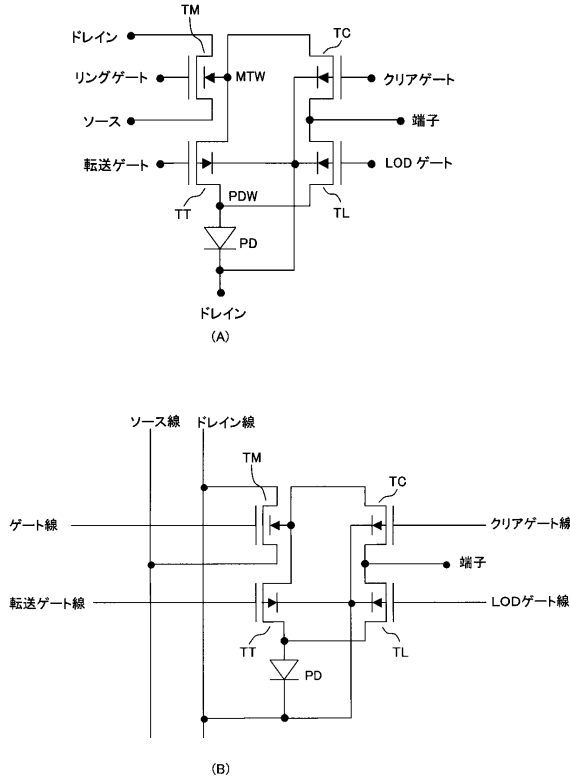 TM
TC
ドレイン
リングゲート
MTW
クリアゲート
ソース
端子
転送ゲート
LOD ゲート
PDW
TT
TL
PD
ドレイン
(A)
ソース線 ドレイン線
TM
TC
ゲート線
クリアゲート線
端子
転送ゲート線
LODゲート線
TT
TL
PD
(B)